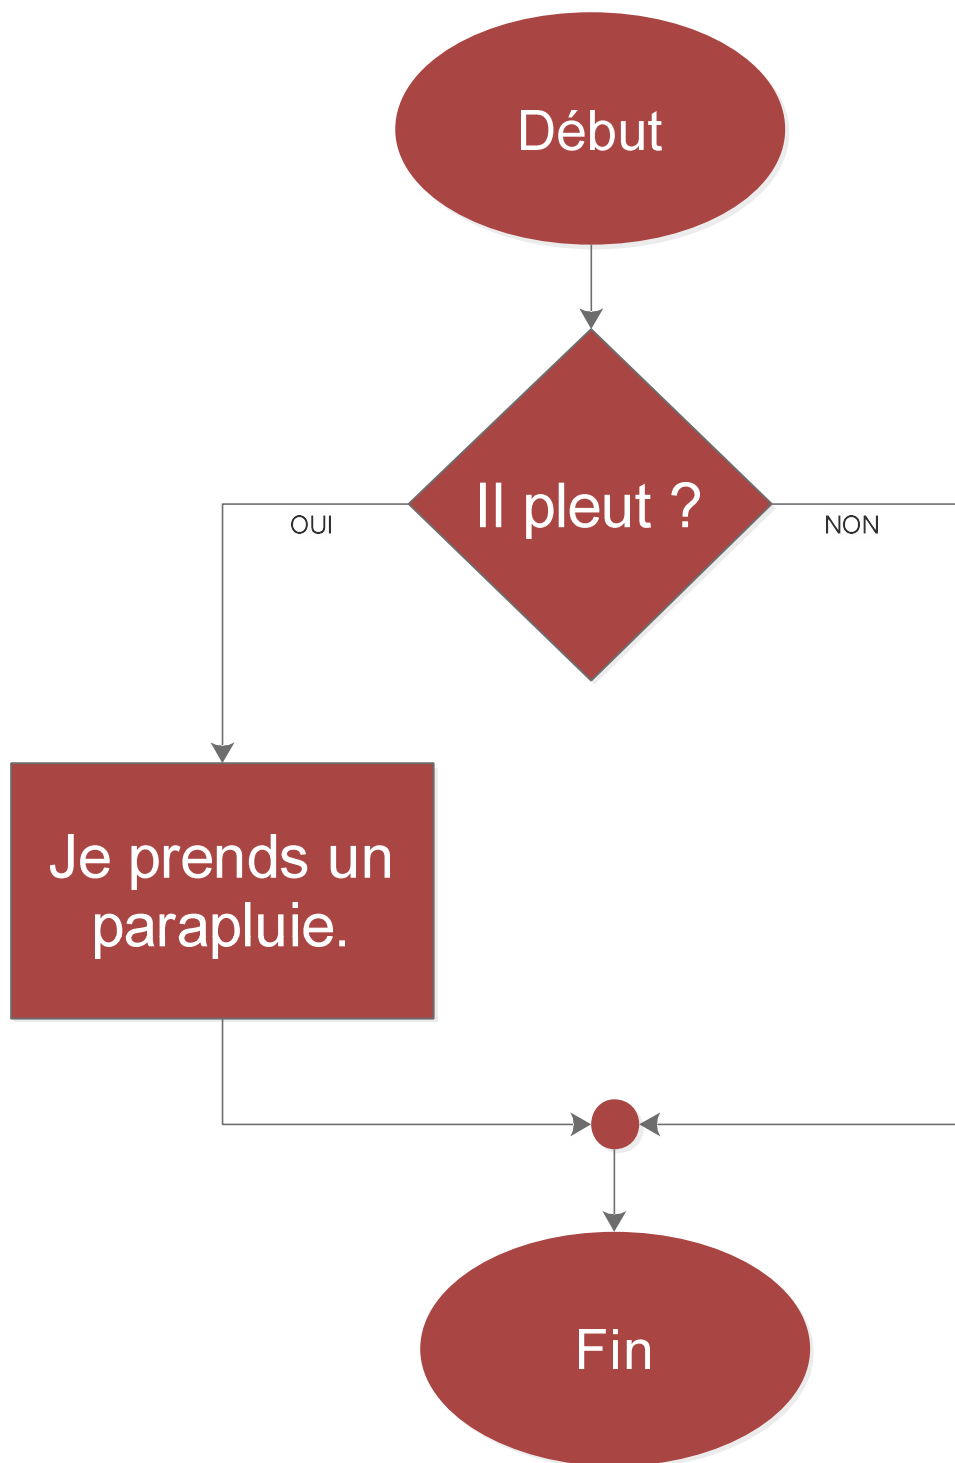 Début
Il pleut ?
OUI
NON
Je prends un
parapluie.
Fin